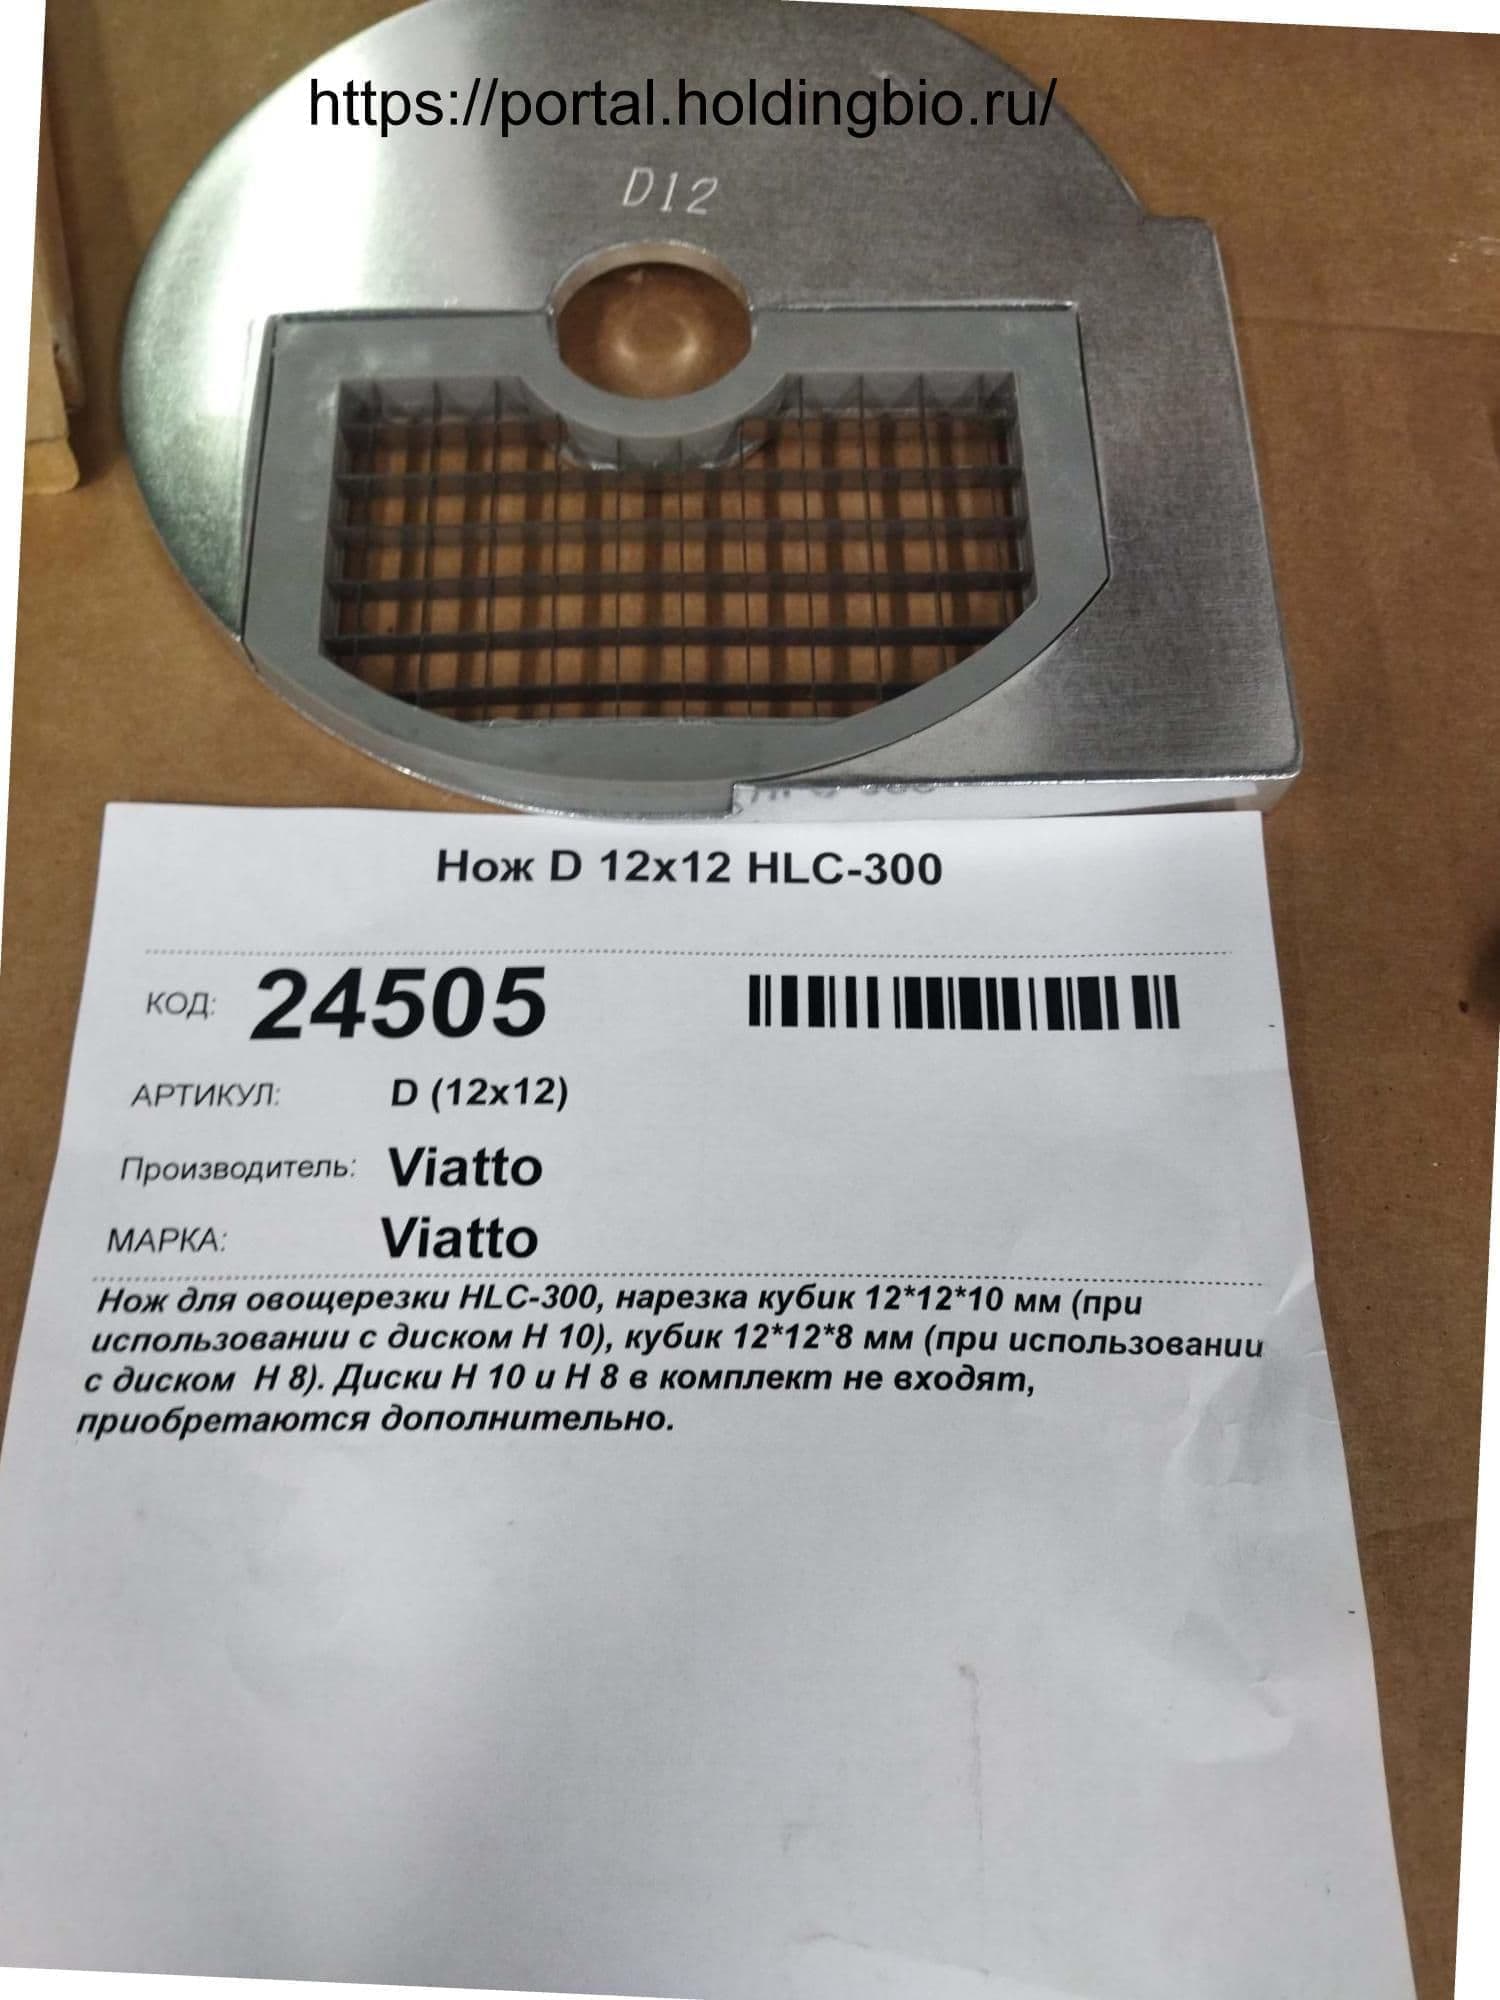 https://portal.holdingbio.ru/
D12
Нож D 12x12 HLC-300
КОД: 24505
АРТИКУЛ: D (12x12)
Производитель: Viatto
МАРКА: Viatto
Нож для овощерезки HLC-300, нарезка кубик 12*12*10 мм (при
использовании с диском Н 10), кубик 12*12*8 мм (при использовании
с диском Н 8). Диски Н 10 и Н 8 в комплект не входят,
приобретаются дополнительно.